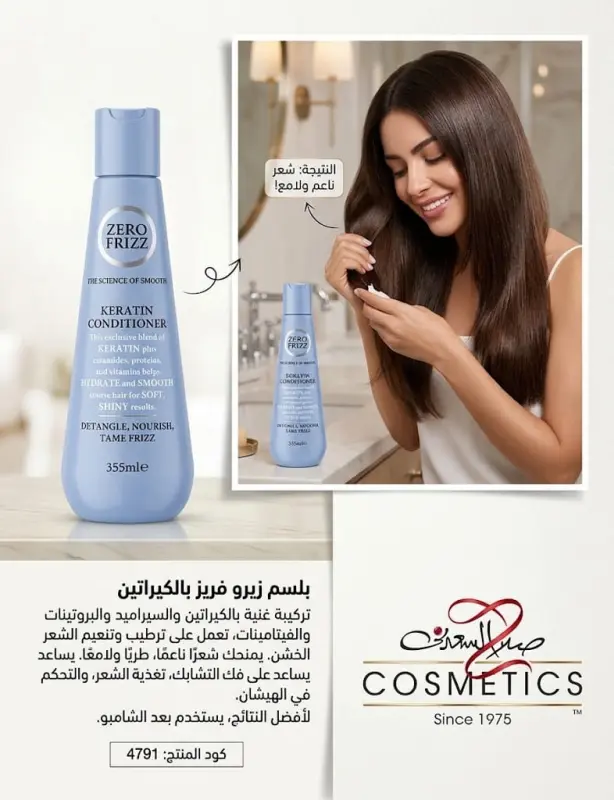 ZERO
FRIZZ
THE SCIENCE OF SMOOTH
KERATIN
CONDITIONER
This exclusive blend of
KERATIN plus
ceramides, proteins,
and vitamins helps
HYDRATE and SMOOTH
coarse hair for SOFT,
SHINY results.
DETANGLE, NOURISH,
TAME FRIZZ
355ml℮
النتيجة: شعر
ناعم ولامع!
ZERO
FRIZZ
CONDITIONER
TAME FRIZZ
355ml
بلسم زيرو فريز بالكيراتين
تركيبة غنية بالكيراتين والسيراميد والبروتينات
والفيتامينات، تعمل على ترطيب وتنعيم الشعر
الخشن. يمنحك شعرًا ناعمًا، طريًا ولامعًا. يساعد
يساعد على فك التشابك، تغذية الشعر، والتحكم
في الهيشان.
لأفضل النتائج، يستخدم بعد الشامبو.
كود المنتج: 4791
COSMETICS
TM
Since 1975